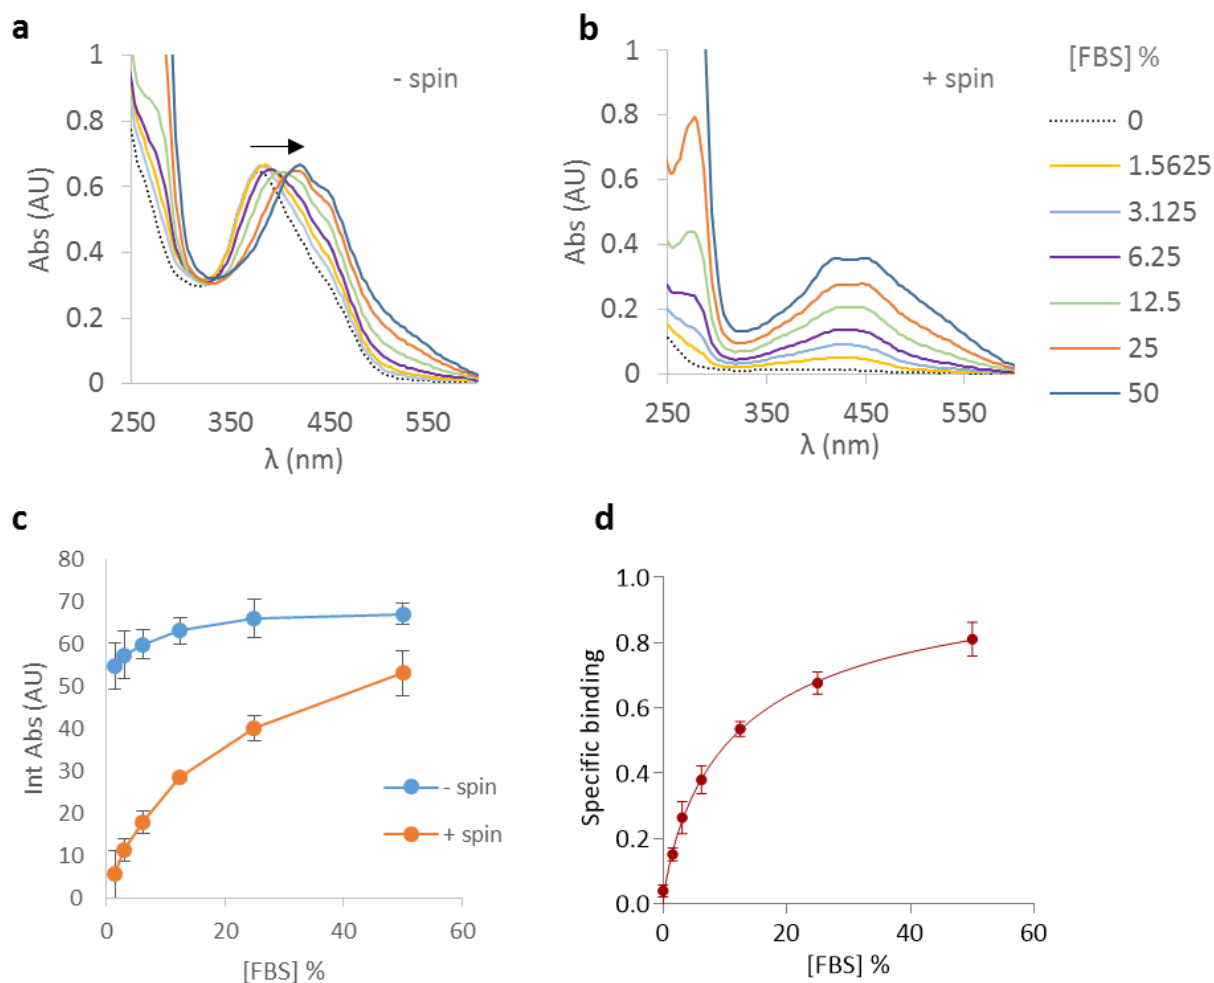 a
1
0.8
0.6
0.4
0.2
0
Abs (AU)
- spin
250 350 450 550
λ (nm)
b
1
0.8
0.6
0.4
0.2
0
Abs (AU)
+ spin
250 350 450 550
λ (nm)
[FBS] %
0
1.5625
3.125
6.25
12.5
25
50
c
80
70
60
50
40
30
20
10
0
Int Abs (AU)
- spin
+ spin
0 20 40 60
[FBS] %
d
1.0
0.8
0.6
0.4
0.2
0.0
Specific binding
0 20 40 60
[FBS] %